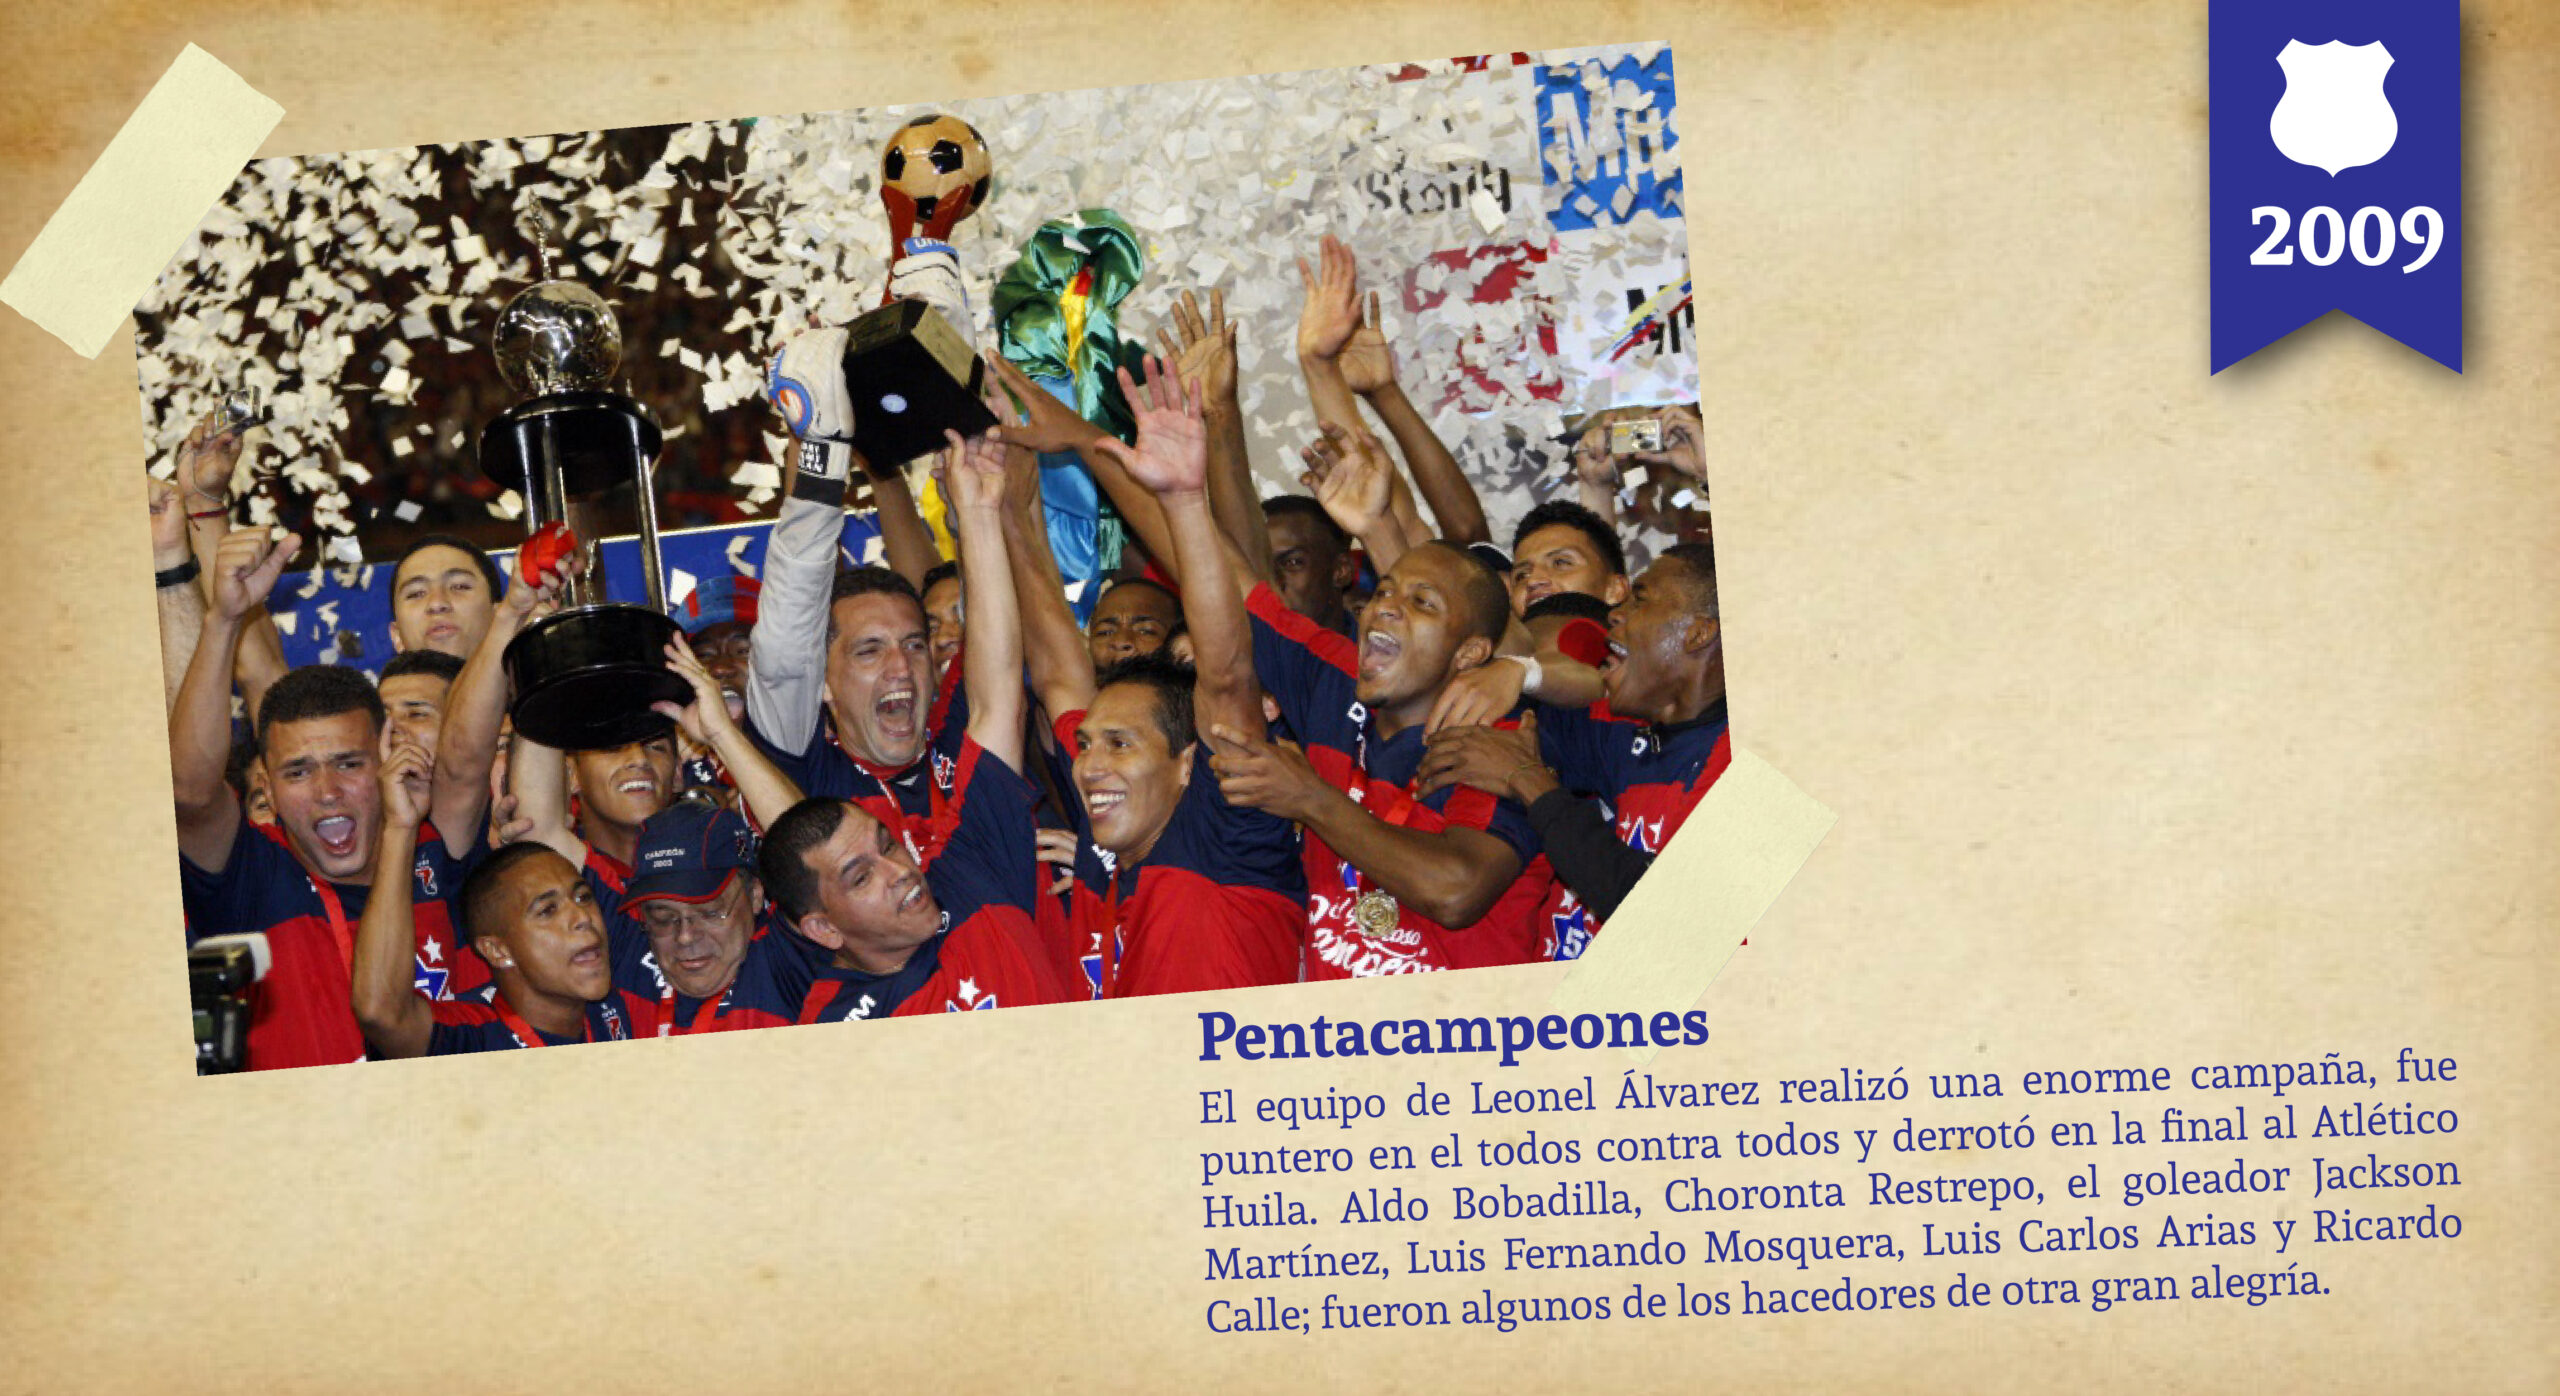 2009
Pentacampeones
El equipo de Leonel Álvarez realizó una enorme campaña, fue
puntero en el todos contra todos y derrotó en la final al Atlético
Huila. Aldo Bobadilla, Choronta Restrepo, el goleador Jackson
Martínez, Luis Fernando Mosquera, Luis Carlos Arias y Ricardo
Calle; fueron algunos de los hacedores de otra gran alegría.